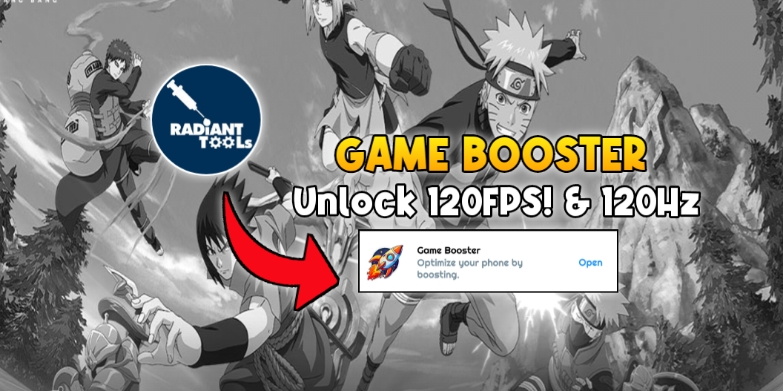 RADIANT
TOOLs
GAME BOOSTER
Unlock 120FPS! & 120Hz
Game Booster
Optimize your phone by
boosting.
Open